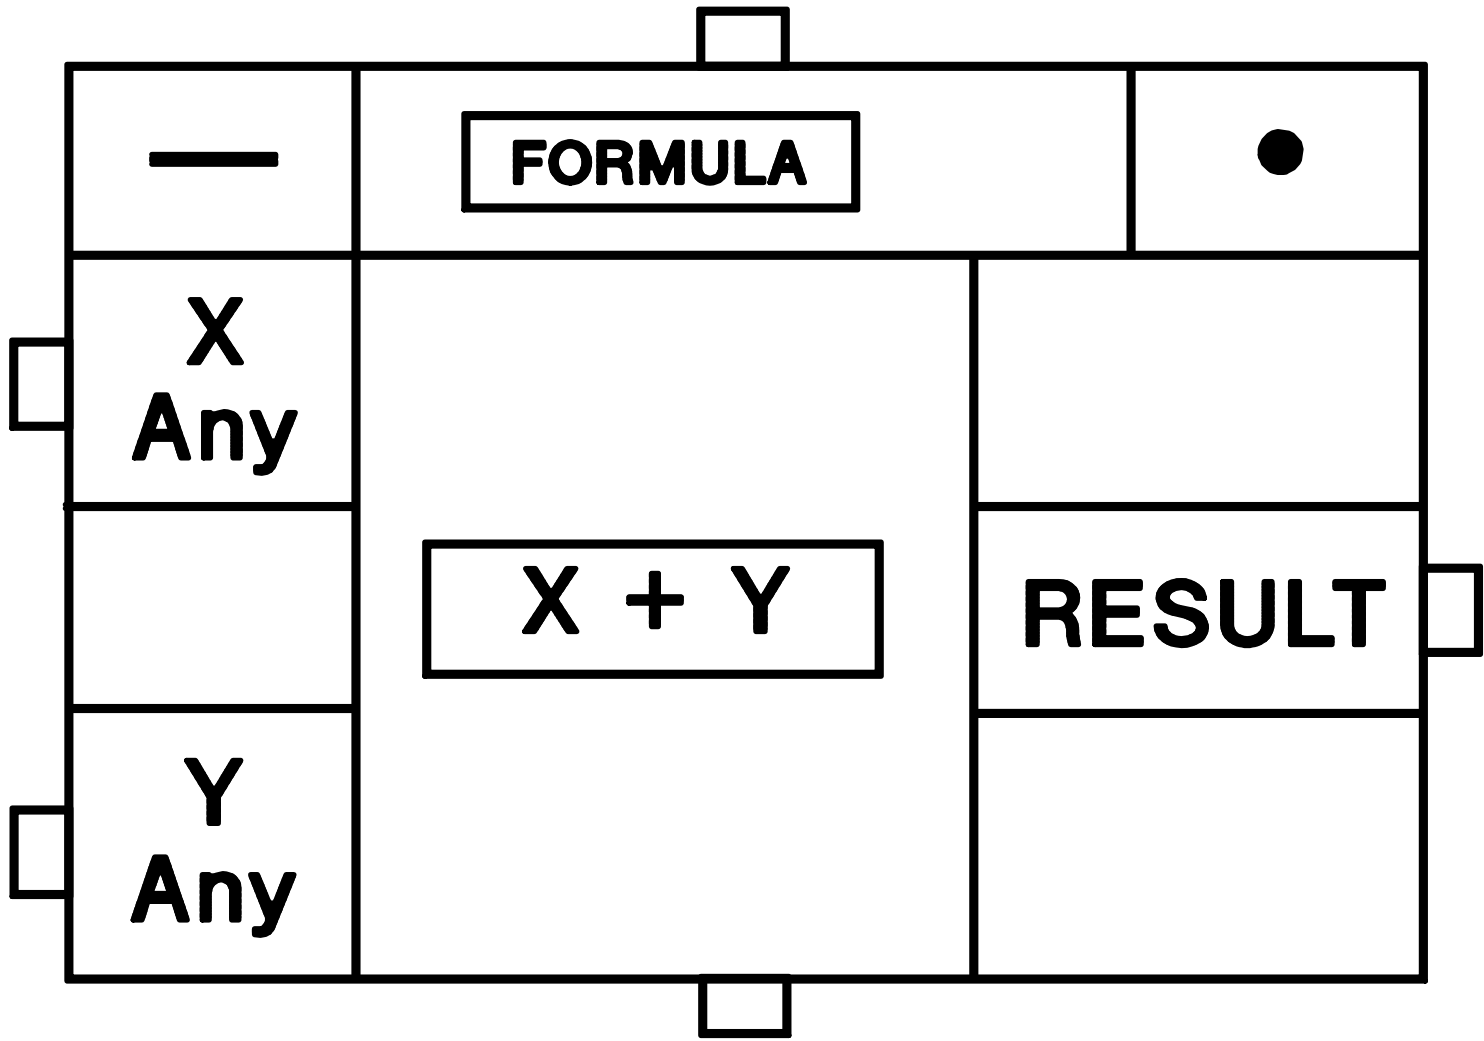 FORMULA
X
Any
X + Y
RESULT
Y
Any